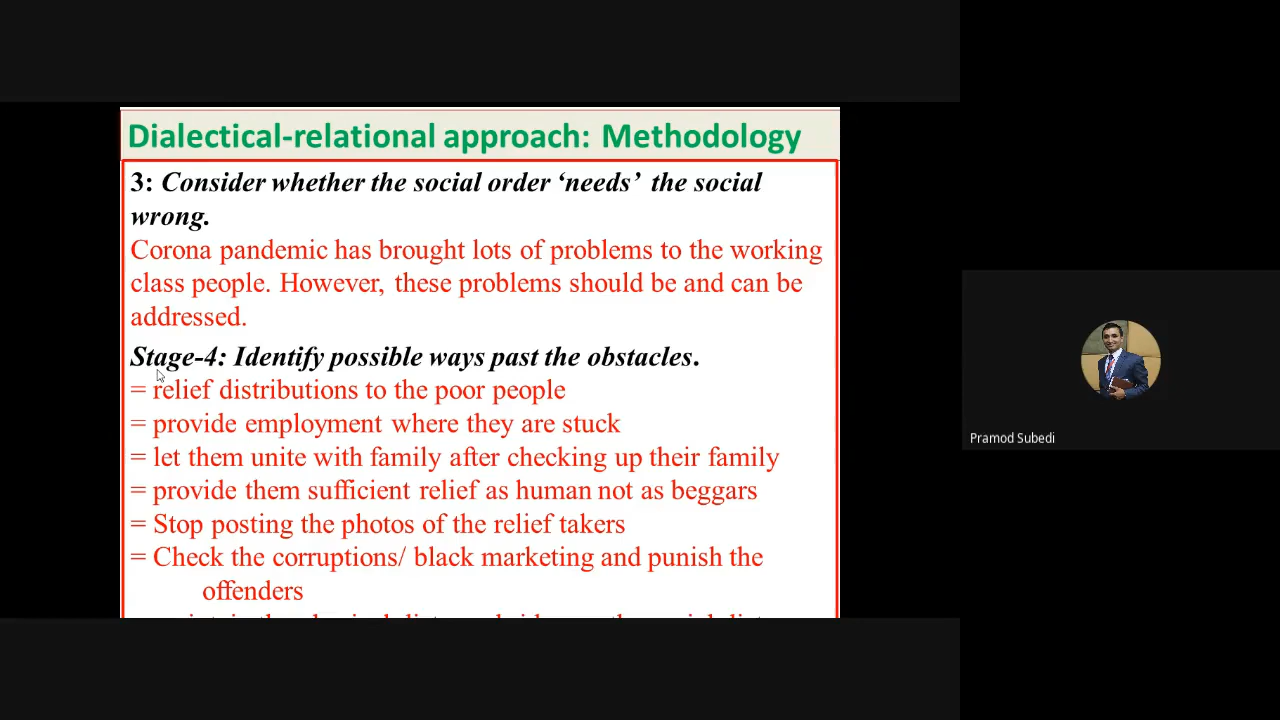 Dialectical-relational approach: Methodology
3: Consider whether the social order ‘needs’ the social
wrong.
Corona pandemic has brought lots of problems to the working
class people. However, these problems should be and can be
addressed.
Stage-4: Identify possible ways past the obstacles.
= relief distributions to the poor people
= provide employment where they are stuck
= let them unite with family after checking up their family
= provide them sufficient relief as human not as beggars
= Stop posting the photos of the relief takers
= Check the corruptions/ black marketing and punish the
offenders
Pramod Subedi